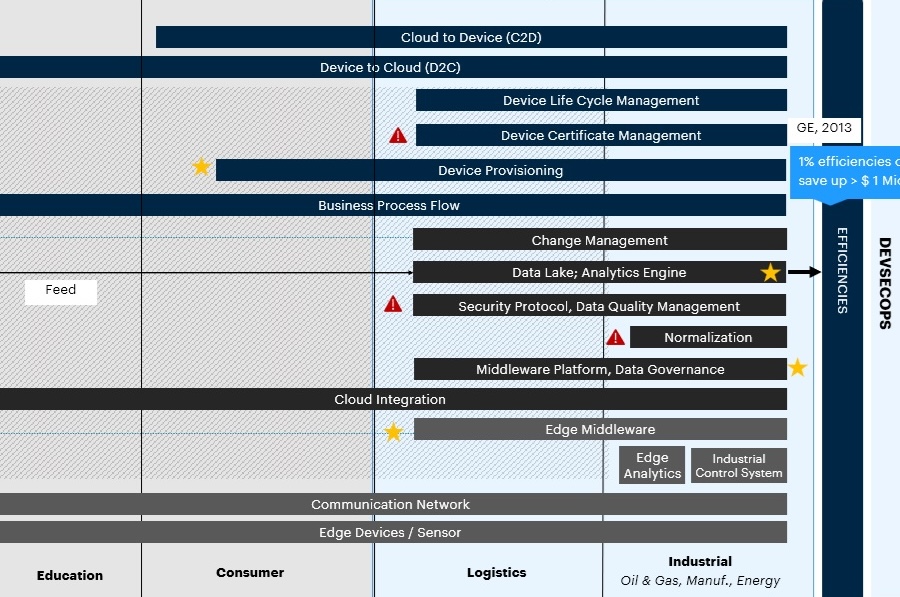 Cloud to Device (C2D)
Device to Cloud (D2C)
Device Life Cycle Management
Device Certificate Management
GE, 2013
Device Provisioning
1% efficiencies
save up > $ 1
Business Process Flow
Change Management
Data Lake; Analytics Engine
Feed
Security Protocol, Data Quality Management
Normalization
Middleware Platform, Data Governance
Cloud Integration
Edge Middleware
Edge
Analytics
Industrial
Control System
Communication Network
Edge Devices / Sensor
EFFICIENCIES
DEVSECOPS
Education
Consumer
Logistics
Industrial
Oil & Gas, Manuf., Energy